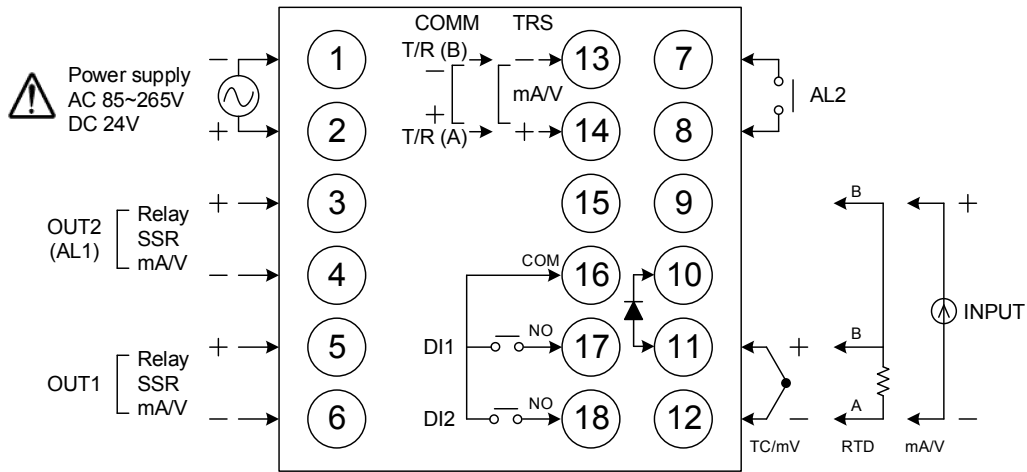 COMM TRS
T/R (B) − − 13 7
Power supply
AC 85~265V
DC 24V
− 1
+ 2
− +
mA/V
+ T/R (A) + 14 8
AL2
OUT2
(AL1)
Relay
SSR
mA/V
+ 3
− 4
15 9
B +
COM 16 10
INPUT
OUT1
Relay
SSR
mA/V
+ 5
− 6
DI1 NO 17 11 + B
DI2 NO 18 12 − A −
TC/mV RTD mA/V